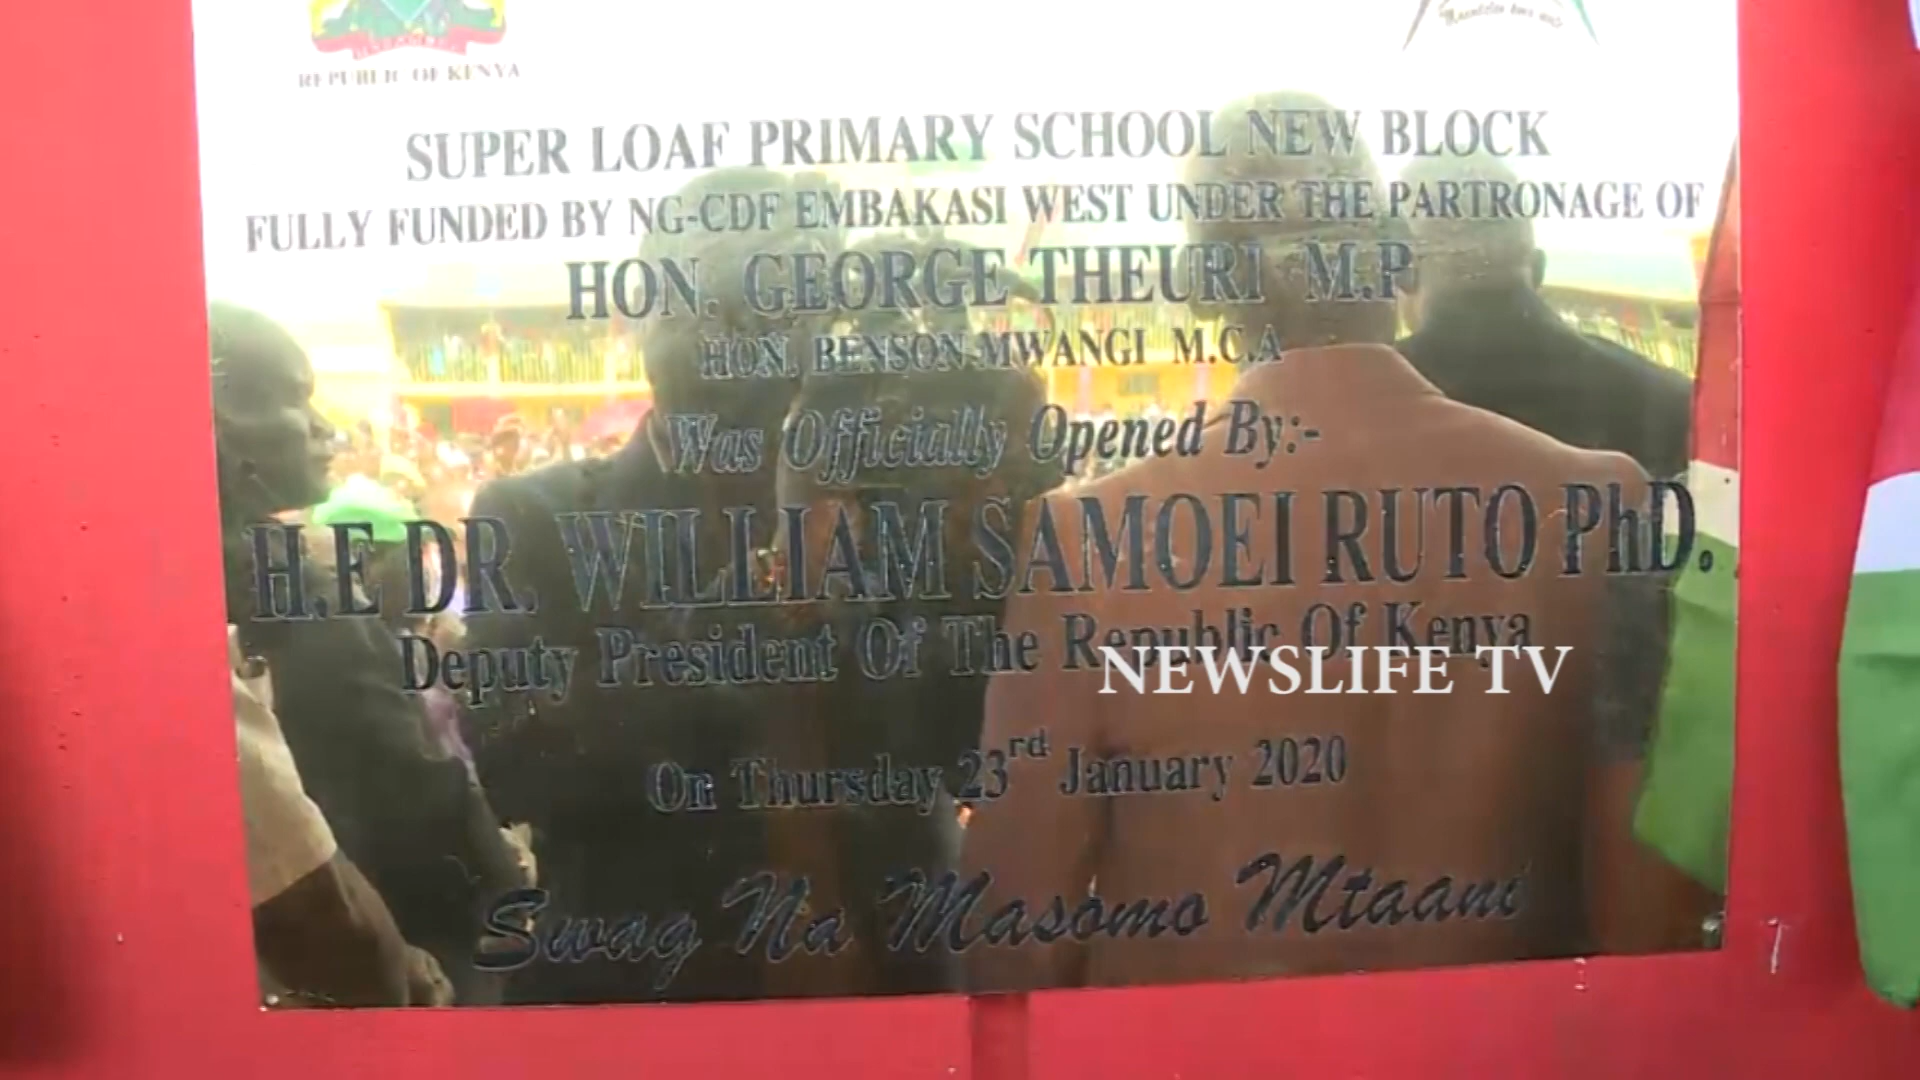 REPUBLIC OF KENYA
SUPER LOAF PRIMARY SCHOOL NEW BLOCK
FULLY FUNDED BY NG-CDF EMBAKASI WEST UNDER THE PARTRONAGE OF
HON. GEORGE THEURI M.P
HON. BENSON MWANGI M.C.A
Was Officially Opened By:-
H.E DR. WILLIAM SAMOEI RUTO PhD.
Deputy President Of The Republic Of Kenya
NEWSLIFE TV
On Thursday 23rd January 2020
Swag Na Masomo Mtaani